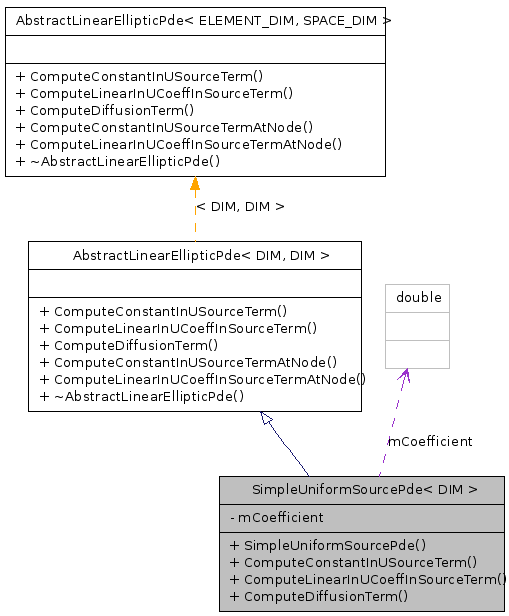 AbstractLinearEllipticPde< ELEMENT_DIM, SPACE_DIM >
+ ComputeConstantInUSourceTerm()
+ ComputeLinearInUCoeffInSourceTerm()
+ ComputeDiffusionTerm()
+ ComputeConstantInUSourceTermAtNode()
+ ComputeLinearInUCoeffInSourceTermAtNode()
+ ~AbstractLinearEllipticPde()
< DIM, DIM >
AbstractLinearEllipticPde< DIM, DIM >
+ ComputeConstantInUSourceTerm()
+ ComputeLinearInUCoeffInSourceTerm()
+ ComputeDiffusionTerm()
+ ComputeConstantInUSourceTermAtNode()
+ ComputeLinearInUCoeffInSourceTermAtNode()
+ ~AbstractLinearEllipticPde()
double
mCoefficient
SimpleUniformSourcePde< DIM >
- mCoefficient
+ SimpleUniformSourcePde()
+ ComputeConstantInUSourceTerm()
+ ComputeLinearInUCoeffInSourceTerm()
+ ComputeDiffusionTerm()